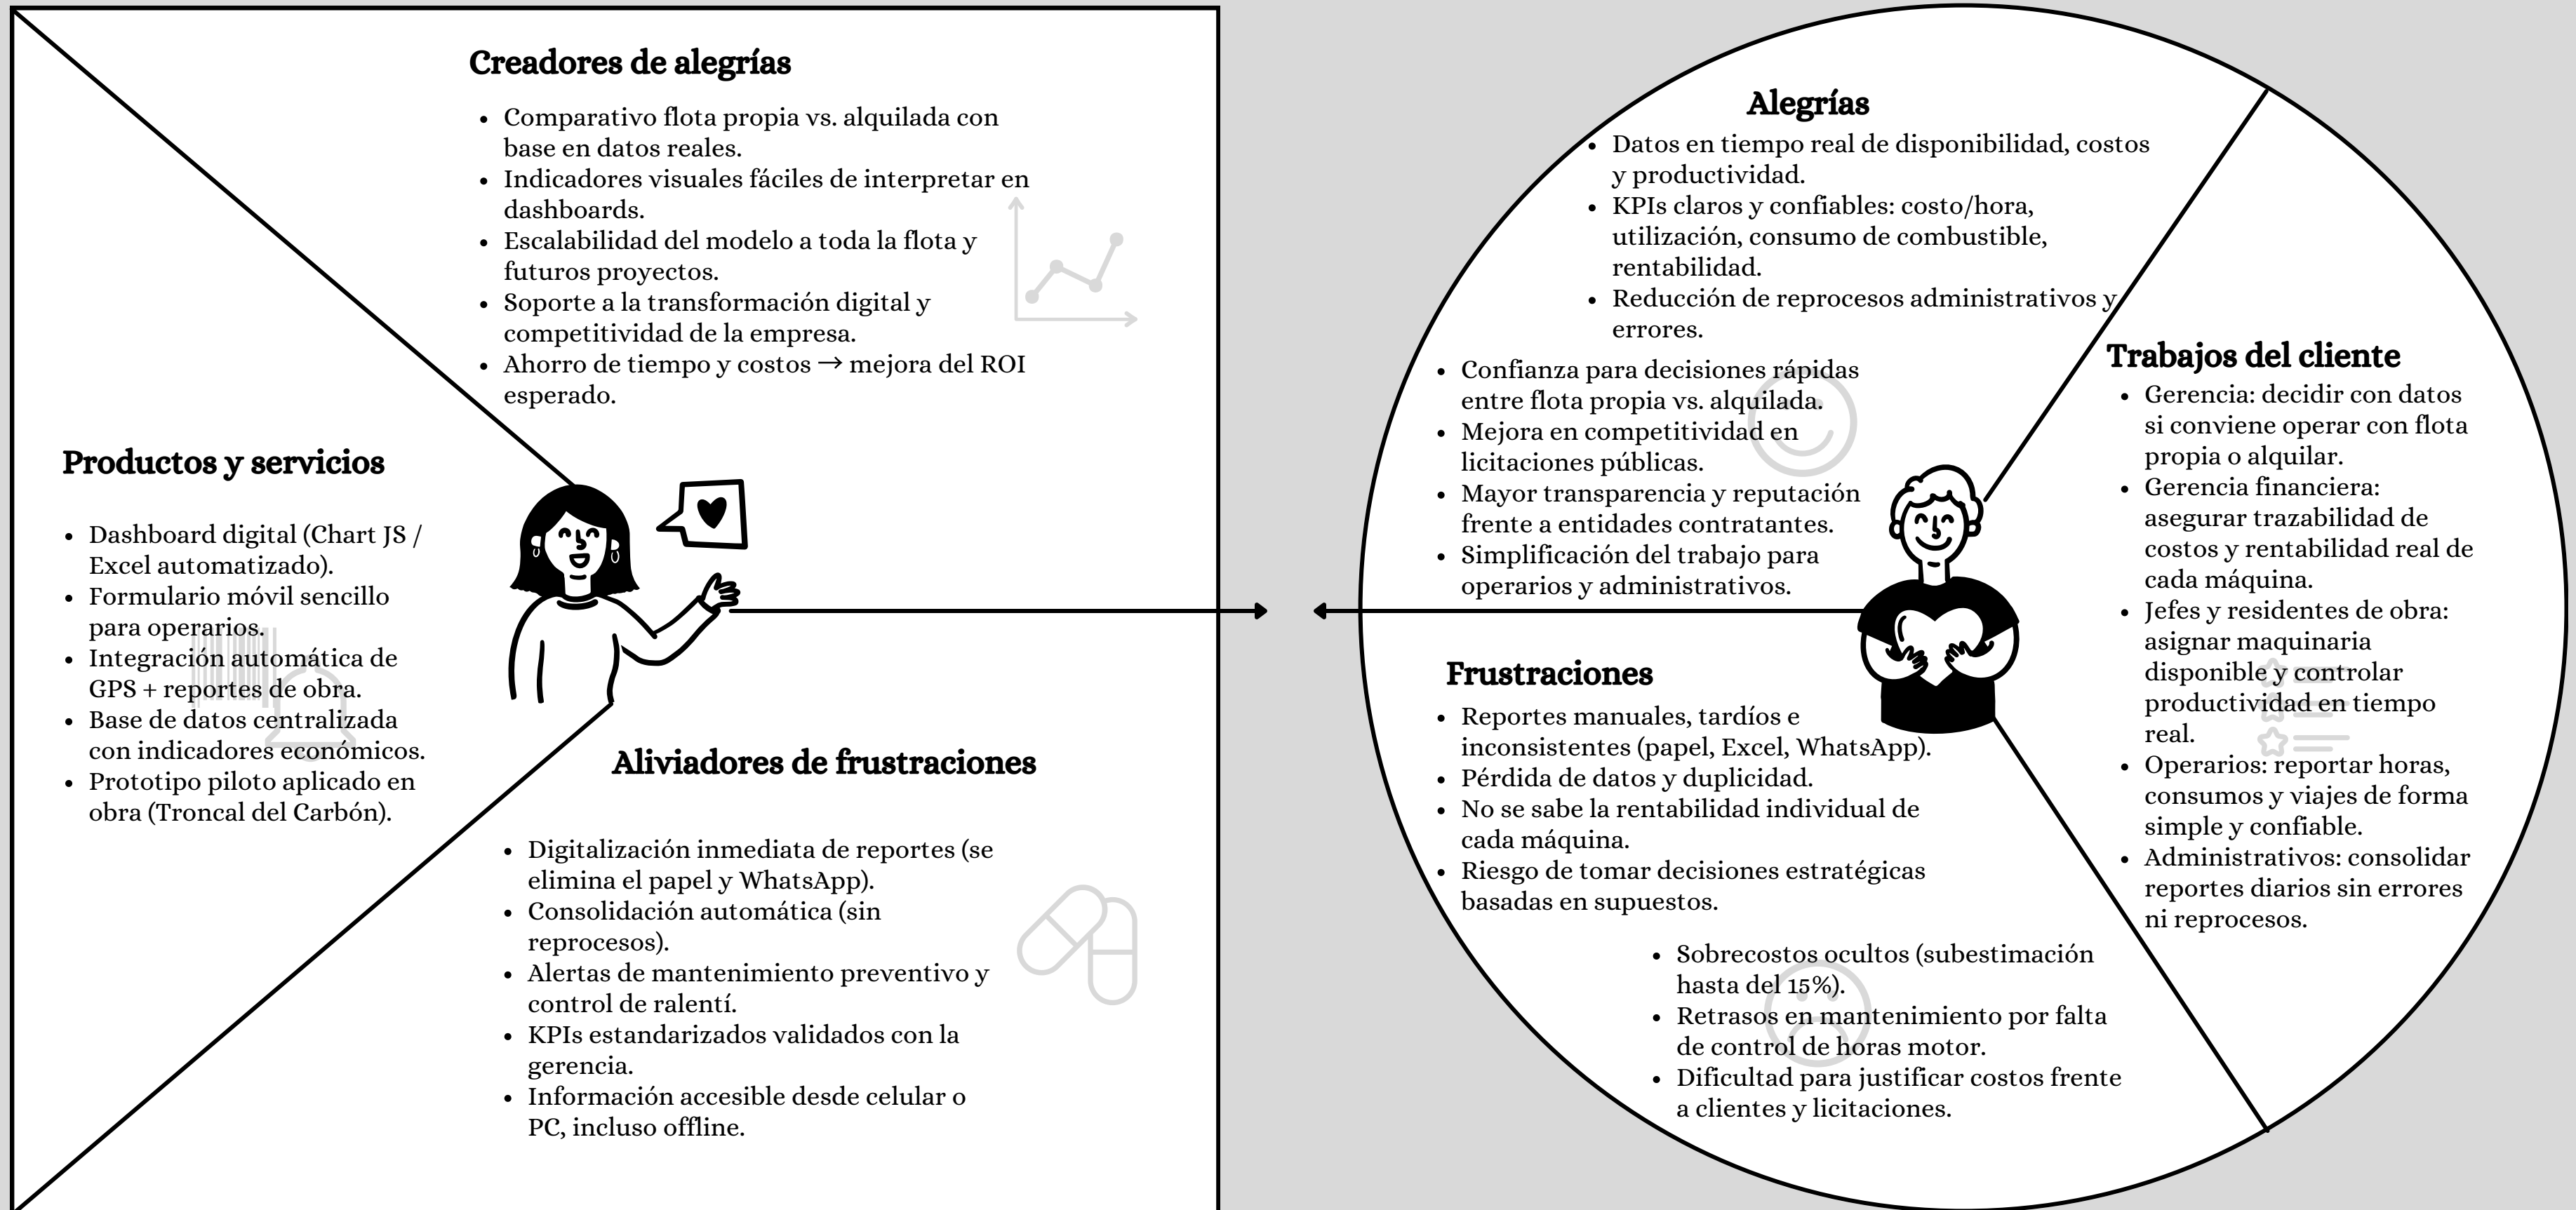 Creadores de alegrías
• Comparativo flota propia vs. alquilada con
base en datos reales.
• Indicadores visuales fáciles de interpretar en
dashboards.
• Escalabilidad del modelo a toda la flota y
futuros proyectos.
• Soporte a la transformación digital y
competitividad de la empresa.
• Ahorro de tiempo y costos → mejora del ROI
esperado.
Productos y servicios
• Dashboard digital (Chart JS /
Excel automatizado).
• Formulario móvil sencillo
para operarios.
• Integración automática de
GPS + reportes de obra.
• Base de datos centralizada
con indicadores económicos.
• Prototipo piloto aplicado en
obra (Troncal del Carbón).
Aliviadores de frustraciones
• Digitalización inmediata de reportes (se
elimina el papel y WhatsApp).
• Consolidación automática (sin
reprocesos).
• Alertas de mantenimiento preventivo y
control de ralentí.
• KPIs estandarizados validados con la
gerencia.
• Información accesible desde celular o
PC, incluso offline.
Alegrías
• Datos en tiempo real de disponibilidad, costos
y productividad.
• KPIs claros y confiables: costo/hora,
utilización, consumo de combustible,
rentabilidad.
• Reducción de reprocesos administrativos y
errores.
• Confianza para decisiones rápidas
entre flota propia vs. alquilada.
• Mejora en competitividad en
licitaciones públicas.
• Mayor transparencia y reputación
frente a entidades contratantes.
• Simplificación del trabajo para
operarios y administrativos.
Frustraciones
• Reportes manuales, tardíos e
inconsistentes (papel, Excel, WhatsApp).
• Pérdida de datos y duplicidad.
• No se sabe la rentabilidad individual de
cada máquina.
• Riesgo de tomar decisiones estratégicas
basadas en supuestos.
• Sobrecostos ocultos (subestimación
hasta del 15%).
• Retrasos en mantenimiento por falta
de control de horas motor.
• Dificultad para justificar costos frente
a clientes y licitaciones.
Trabajos del cliente
• Gerencia: decidir con datos
si conviene operar con flota
propia o alquilar.
• Gerencia financiera:
asegurar trazabilidad de
costos y rentabilidad real de
cada máquina.
• Jefes y residentes de obra:
asignar maquinaria
disponible y controlar
productividad en tiempo
real.
• Operarios: reportar horas,
consumos y viajes de forma
simple y confiable.
• Administrativos: consolidar
reportes diarios sin errores
ni reprocesos.